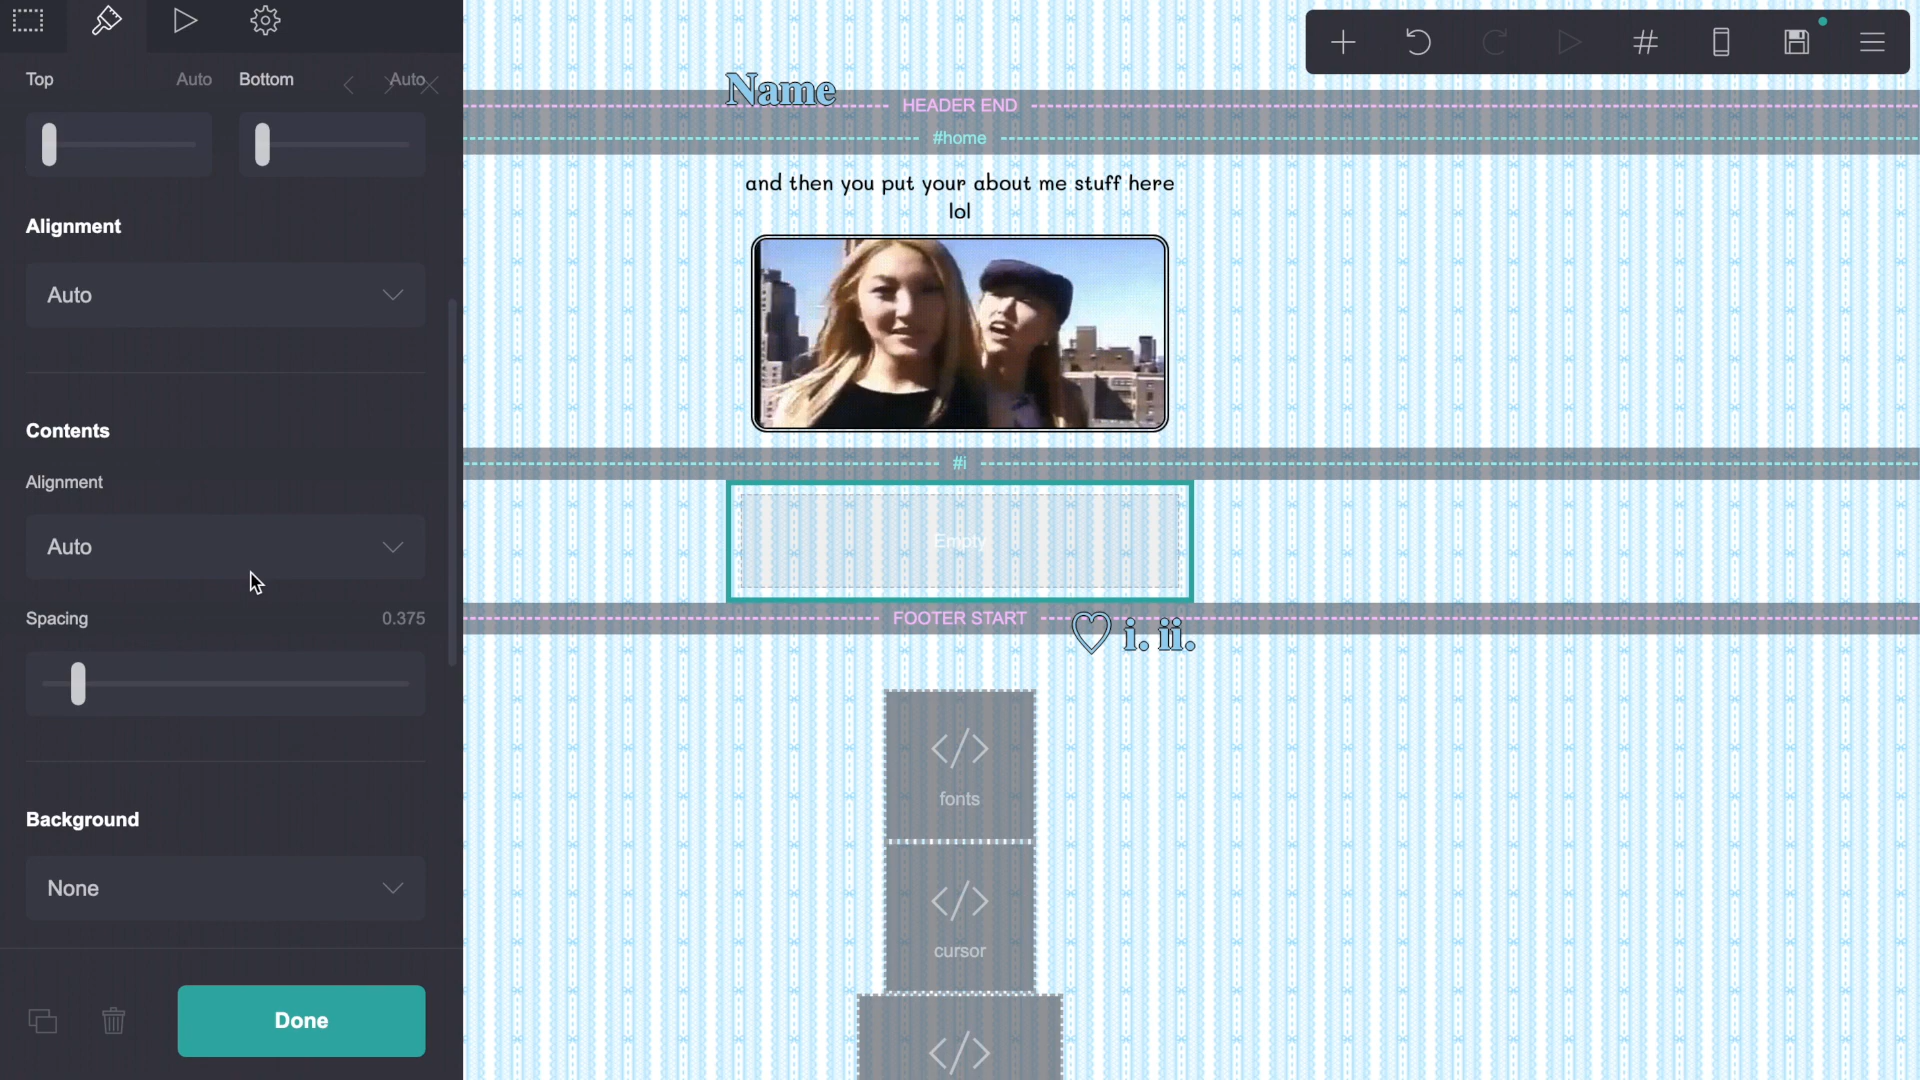 Top Auto Bottom Auto
Alignment
Auto
Contents
Alignment
Auto
Spacing 0.375
Background
None
Done
Name
HEADER END
#home
and then you put your about me stuff here
lol
#i
Empty
FOOTER START
i. ii.
fonts
cursor